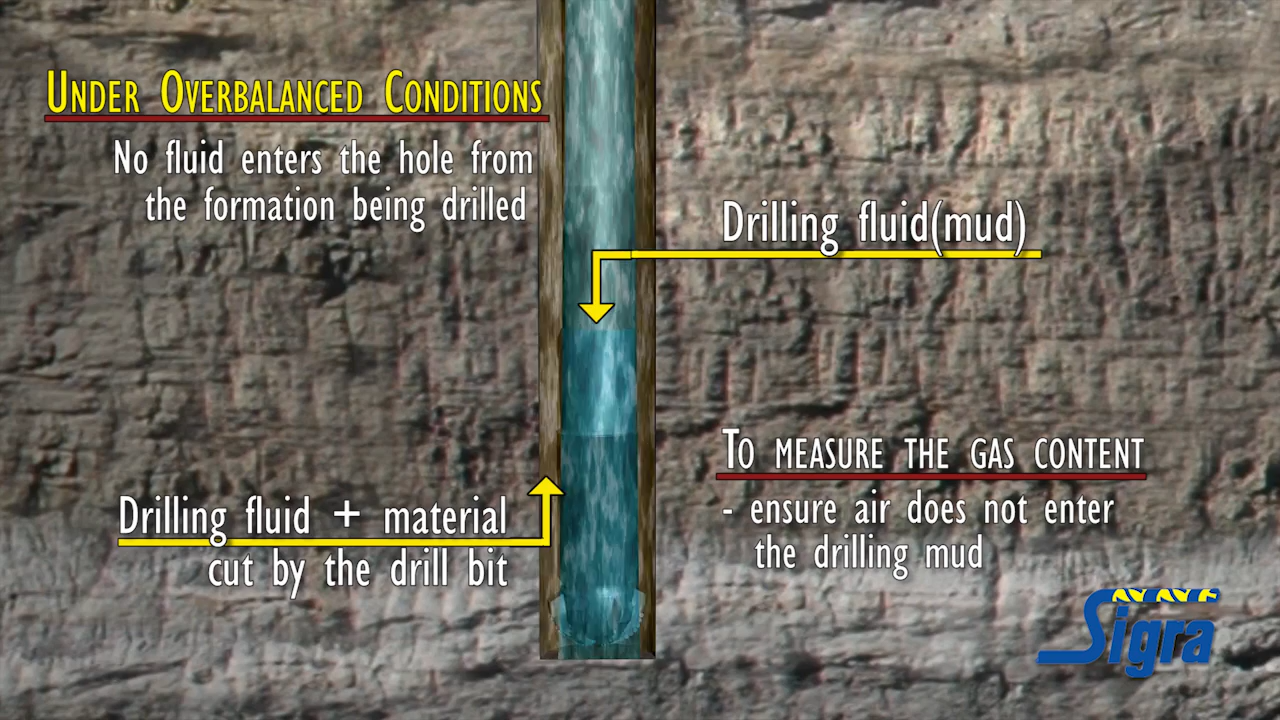 UNDER OVERBALANCED CONDITIONS
No fluid enters the hole from
the formation being drilled
Drilling fluid(mud)
TO MEASURE THE GAS CONTENT
- ensure air does not enter
the drilling mud
Drilling fluid + material
cut by the drill bit
Sigra